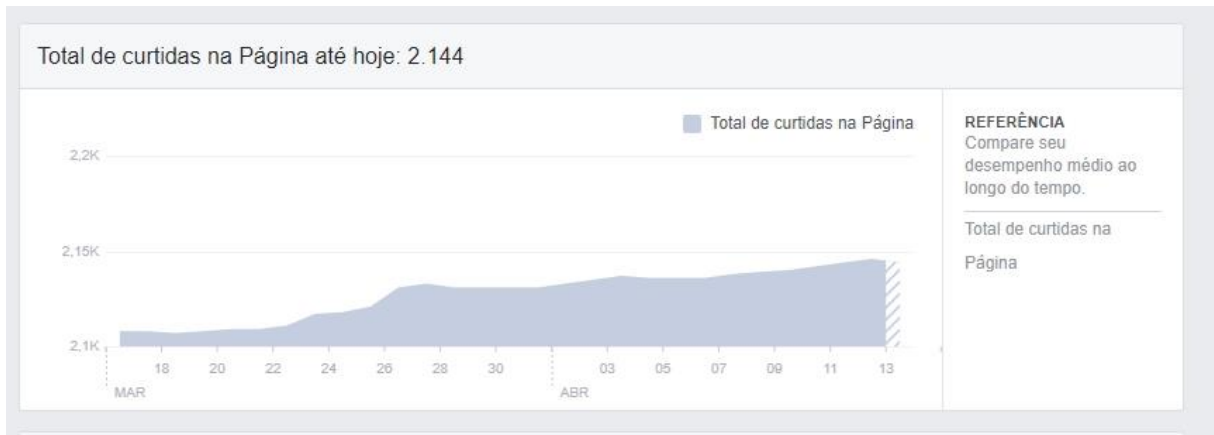 Total de curtidas na Página até hoje: 2.144
Total de curtidas na Página
2,2K
2,15K
2,1K
18 20 22 24 26 28 30 03 05 07 09 11 13
MAR ABR
REFERÊNCIA
Compare seu
desempenho médio ao
longo do tempo.
Total de curtidas na
Página